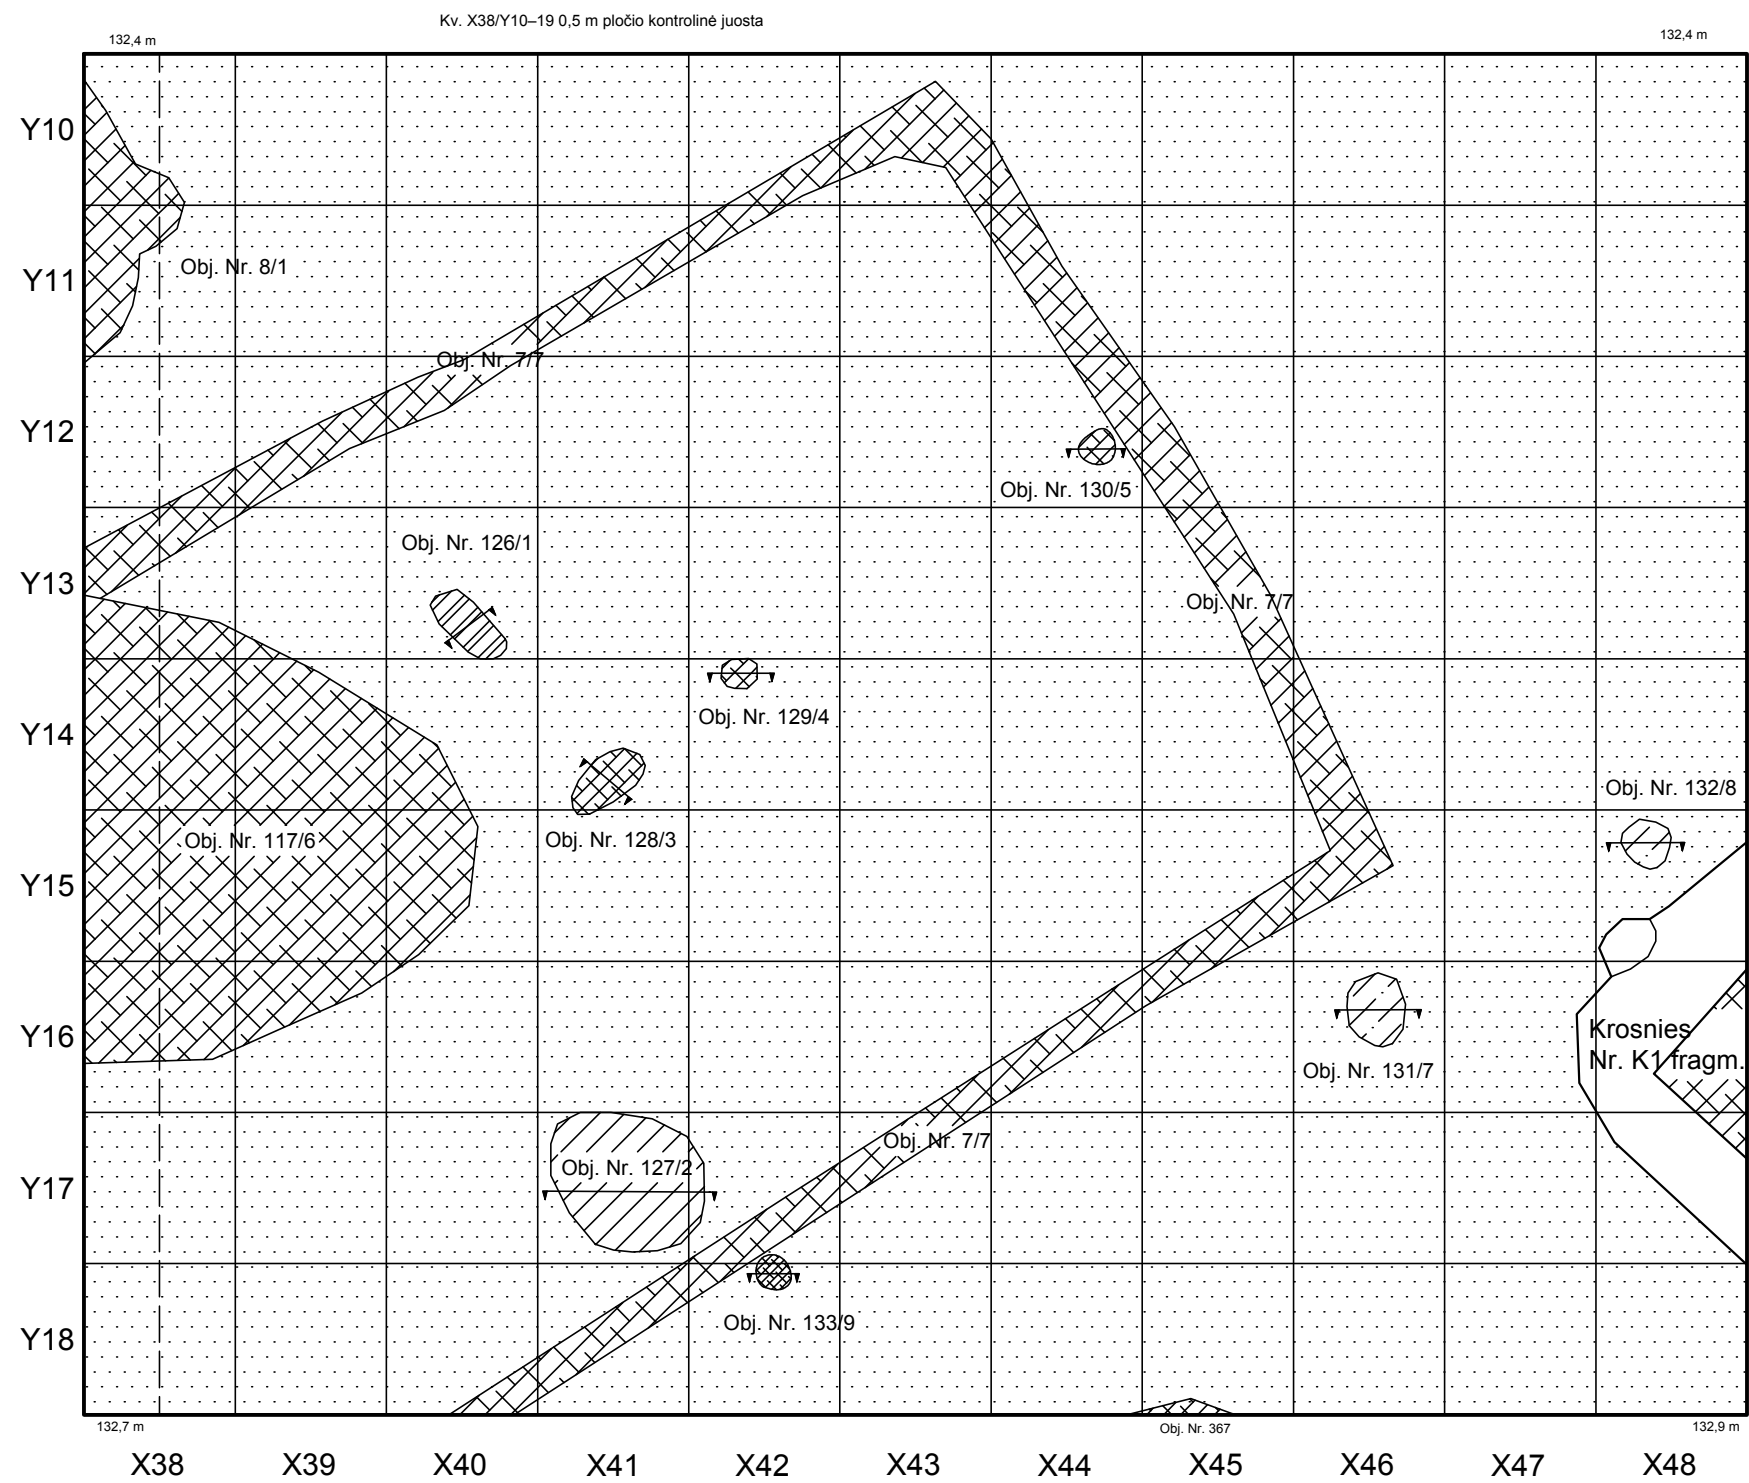 Kv. X38/Y10–19 0,5 m pločio kontrolinė juosta
132,4 m
132,4 m
Y10
Obj. Nr. 8/1
Y11
Obj. Nr. 7/7
Y12
Obj. Nr. 130/5
Obj. Nr. 126/1
Y13
Obj. Nr. 7/7
Obj. Nr. 129/4
Y14
Obj. Nr. 132/8
Obj. Nr. 117/6
Obj. Nr. 128/3
Y15
Krosnies
Nr. K1 fragm.
Y16
Obj. Nr. 131/7
Obj. Nr. 7/7
Obj. Nr. 127/2
Y17
Obj. Nr. 133/9
Y18
132,7 m
Obj. Nr. 367
132,9 m
X38 X39 X40 X41 X42 X43 X44 X45 X46 X47 X48